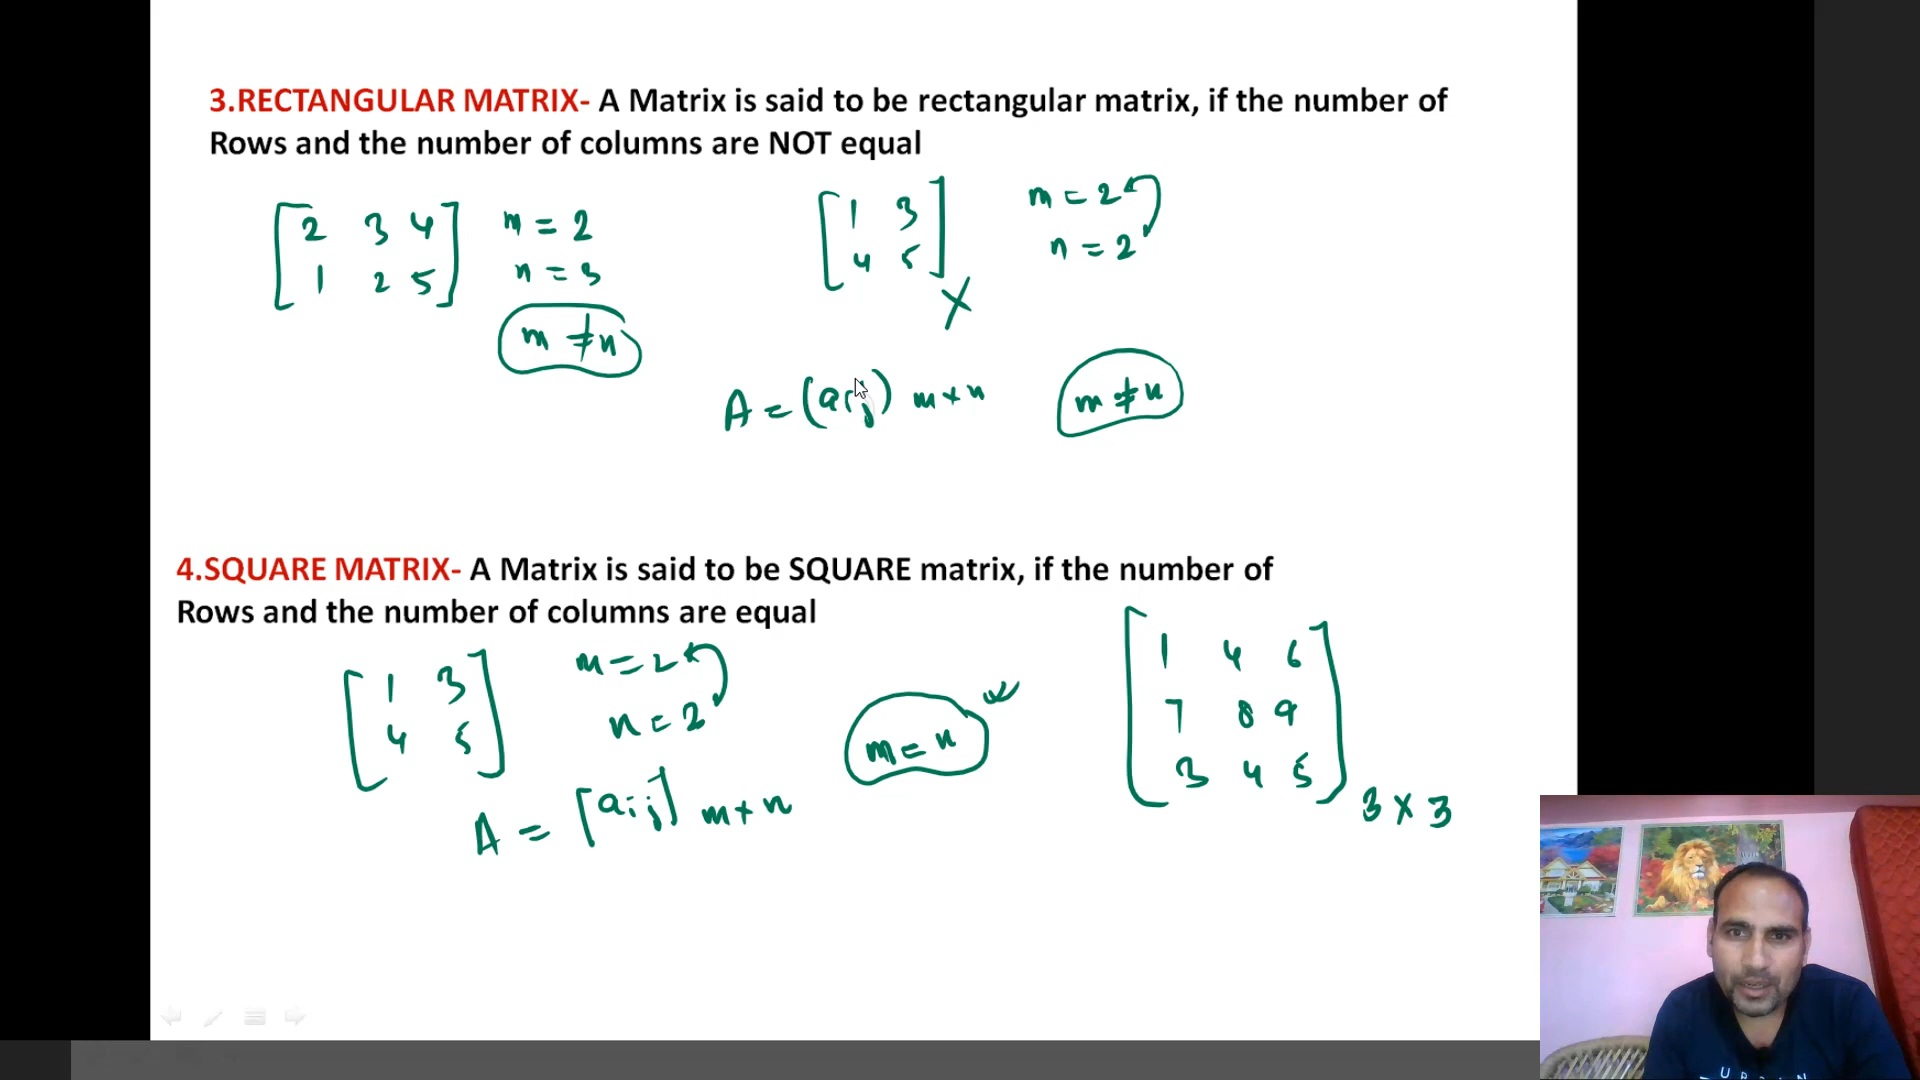 3.RECTANGULAR MATRIX- A Matrix is said to be rectangular matrix, if the number of
Rows and the number of columns are NOT equal
[2 3 4] m = 2
[1 2 5] n = 3
m ≠ n
[1 3] m = 2
[4 5] n = 2
X
A = (aij) m×n m ≠ n
4.SQUARE MATRIX- A Matrix is said to be SQUARE matrix, if the number of
Rows and the number of columns are equal
[1 3] m = 2
[4 5] n = 2
m = n
A = [aij] m×n
[1 4 6]
[7 8 9]
[3 4 5] 3 × 3